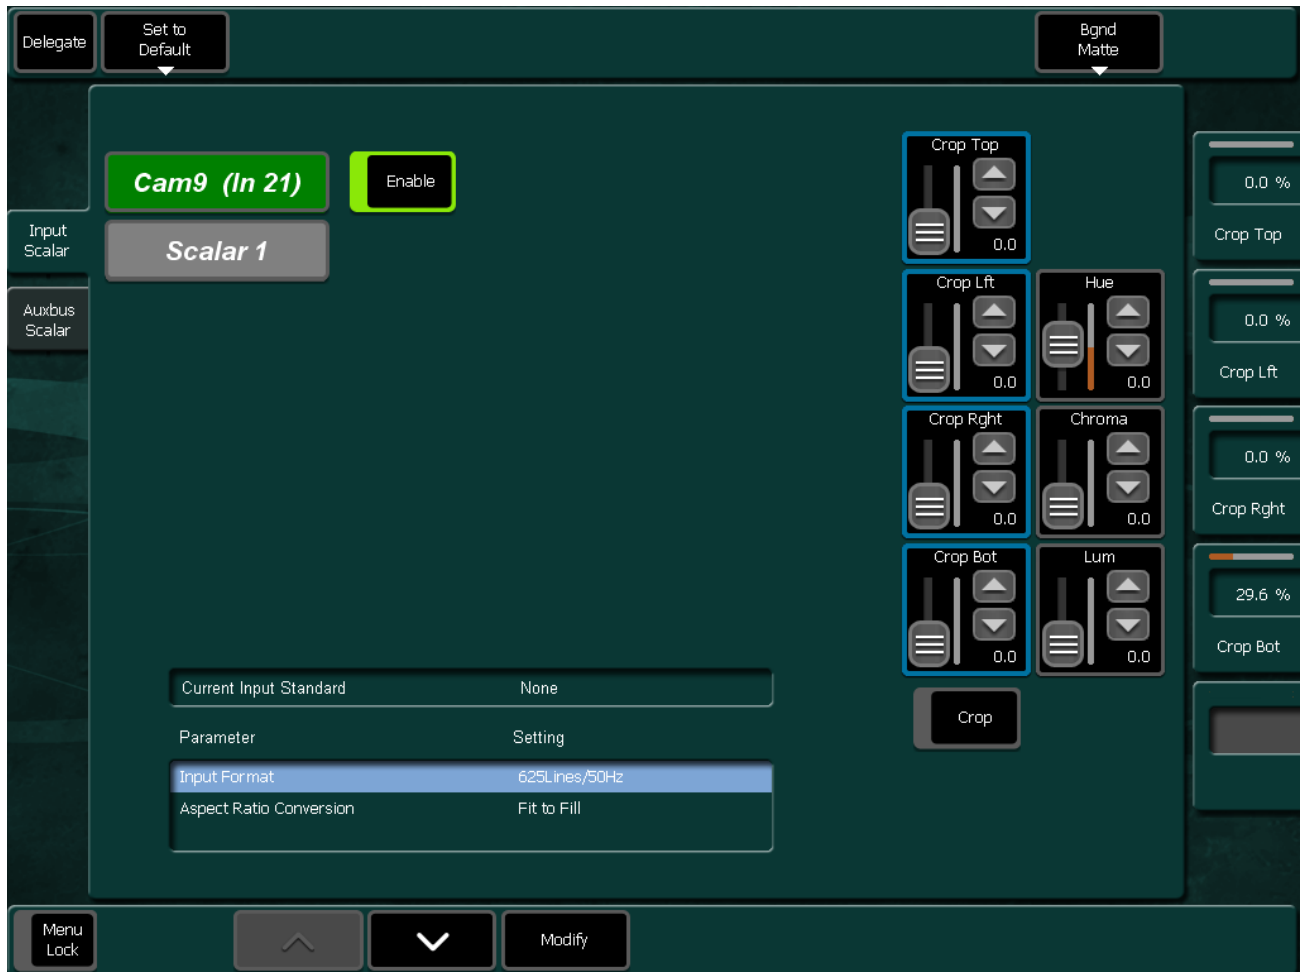 Delegate
Set to
Default
Bgnd
Matte
Cam9 (In 21)
Enable
Scalar 1
Input
Scalar
Auxbus
Scalar
Crop Top
0.0
Crop Lft
0.0
Hue
0.0
Crop Rght
0.0
Chroma
0.0
Crop Bot
0.0
Lum
0.0
Crop
0.0 %
Crop Top
0.0 %
Crop Lft
0.0 %
Crop Rght
29.6 %
Crop Bot
Current Input Standard None
Parameter Setting
Input Format 625Lines/50Hz
Aspect Ratio Conversion Fit to Fill
Menu
Lock
Modify